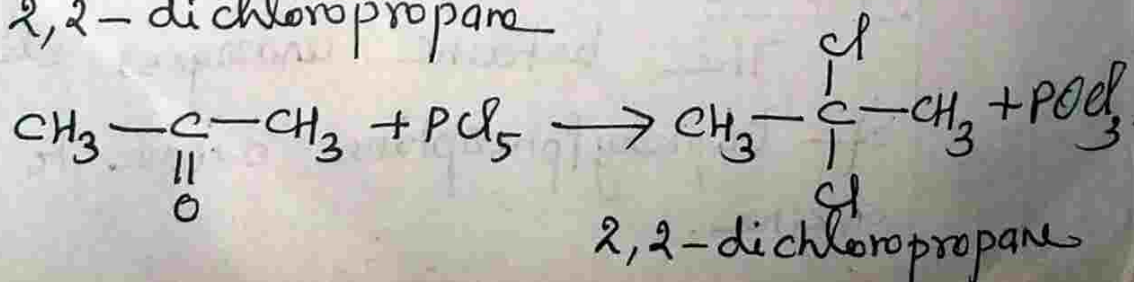 2,2-dichloropropane
Cl
|
CH3—C—CH3 + PCl5 ⟶ CH3—C—CH3 + POCl3
|| |
O Cl
2,2-dichloropropane